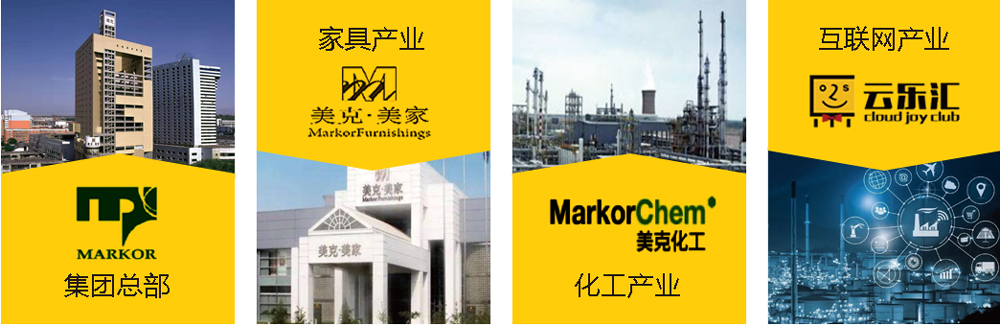 美克
MARKOR
集团总部
家具产业
美克·美家
MarkorFurnishings
美克·美家
Markor Furnishings
美克·美家
MarkorChem
美克化工
化工产业
互联网产业
云乐汇
cloud joy club